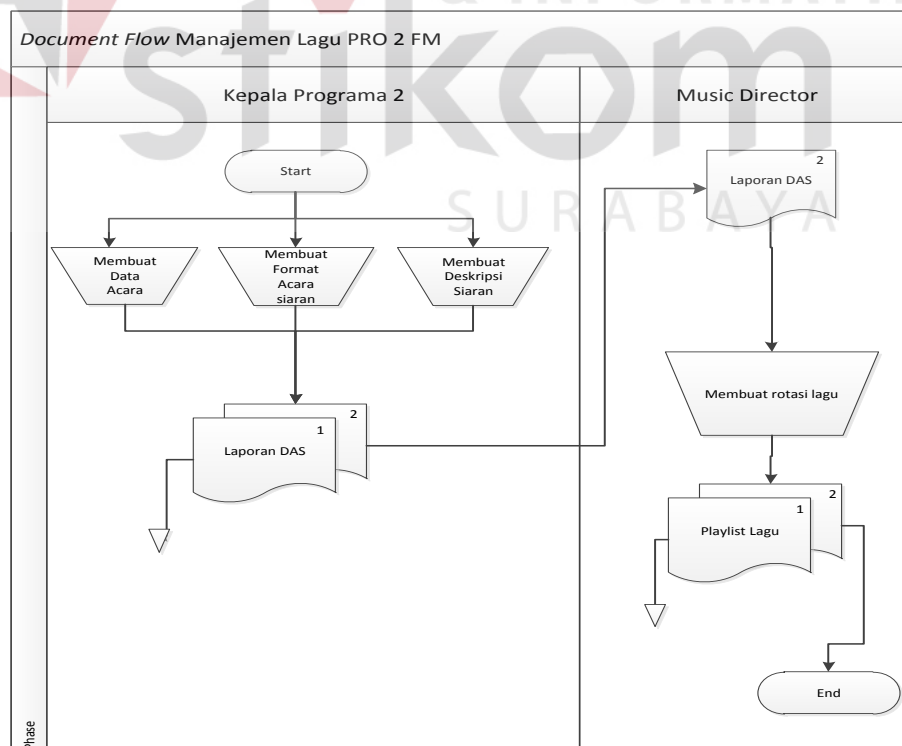 & INFORMATIKA
stikom
SURABAYA
Document Flow Manajemen Lagu PRO 2 FM
Kepala Programa 2
Music Director
Start
Membuat
Data
Acara
Membuat
Format
Acara
siaran
Membuat
Deskripsi
Siaran
1
2
Laporan DAS
2
Laporan DAS
Membuat rotasi lagu
1
2
Playlist Lagu
End
Phase